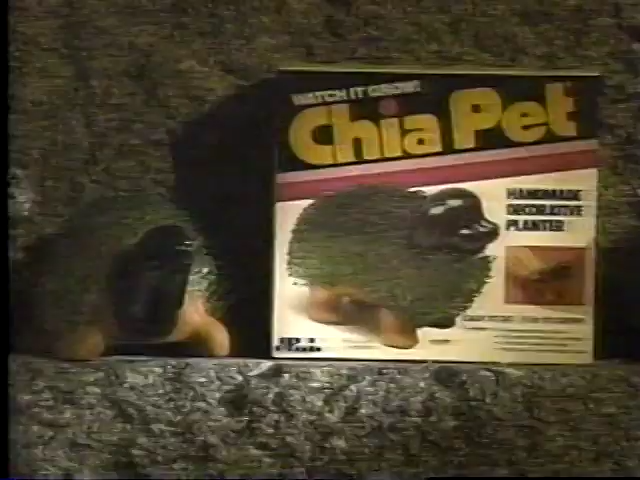 WATCH IT GROW!
Chia Pet
HANDMADE
DECORATIVE
PLANTER